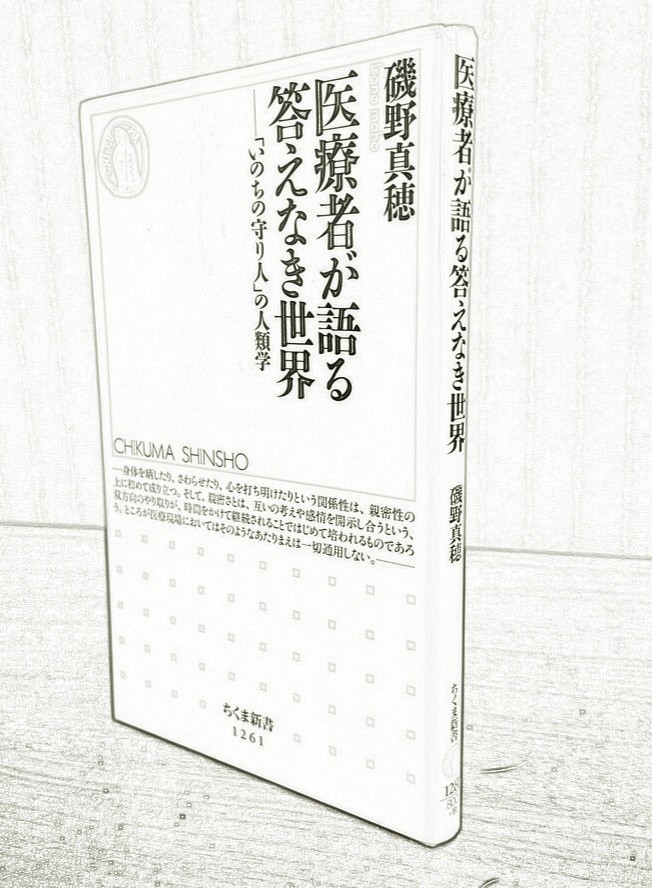 磯野真穂
医療者が語る
答えなき世界
──「いのちの守り人」の人類学
CHIKUMA SHINSHO
─身体を晒したり、さわらせたり、心を打ち明けたりという関係性は、親密性の
上に初めて成り立つ。そして、親密さとは、互いの考えや感情を開示し合うという、
双方向のやり取りが、時間をかけて継続されることではじめて培われるものであろ
う。ところが医療現場においてはそのようなあたりまえは一切通用しない。…………
ちくま新書
1261
医療者が語る答えなき世界
磯野真穂
ちくま新書